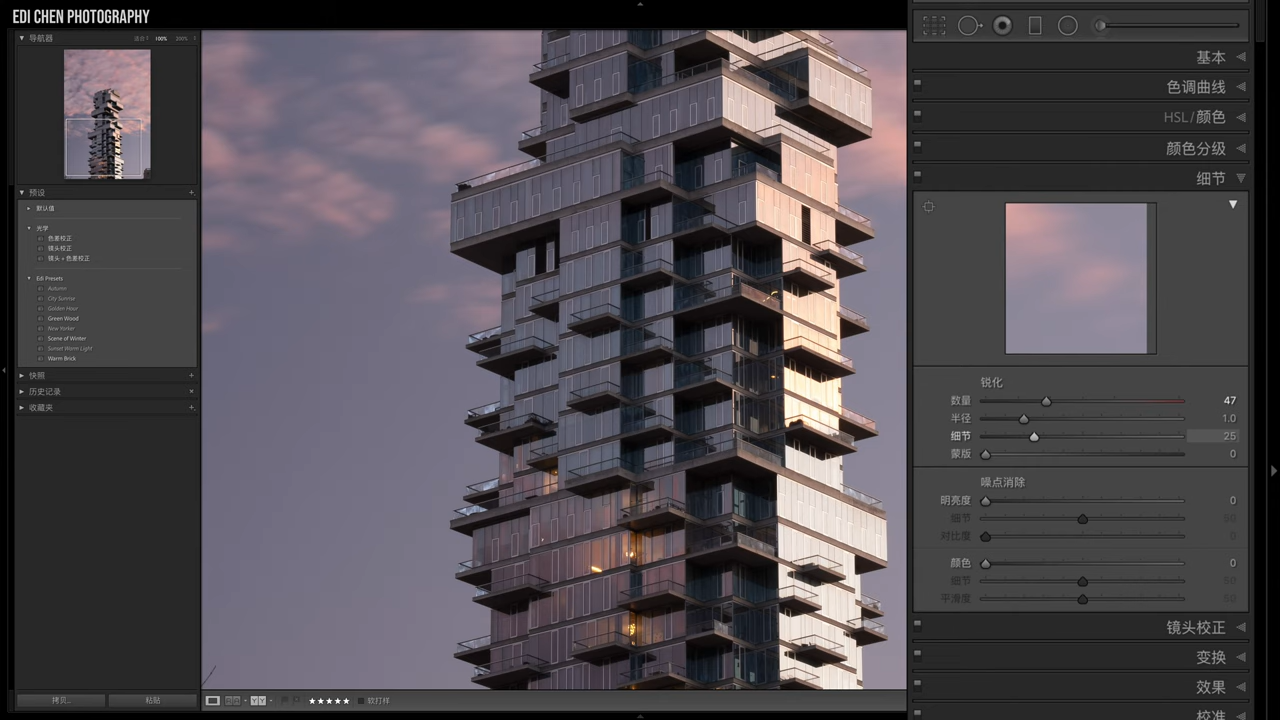 EDI CHEN PHOTOGRAPHY
导航器 适合 100% 200%
预设
默认值
光学
色差校正
镜头校正
镜头 + 色差校正
Edi Presets
Autumn
City Sunrise
Golden Hour
Green Wood
New Yorker
Scene of Winter
Sunset Warm Light
Warm Brick
快照
历史记录
收藏夹
拷贝...
粘贴
软打样
基本
色调曲线
HSL / 颜色
颜色分级
细节
锐化
数量 47
半径 1.0
细节 25
蒙版 0
噪点消除
明亮度 0
细节 50
对比度 0
颜色 0
细节 50
平滑度 50
镜头校正
变换
效果
校准